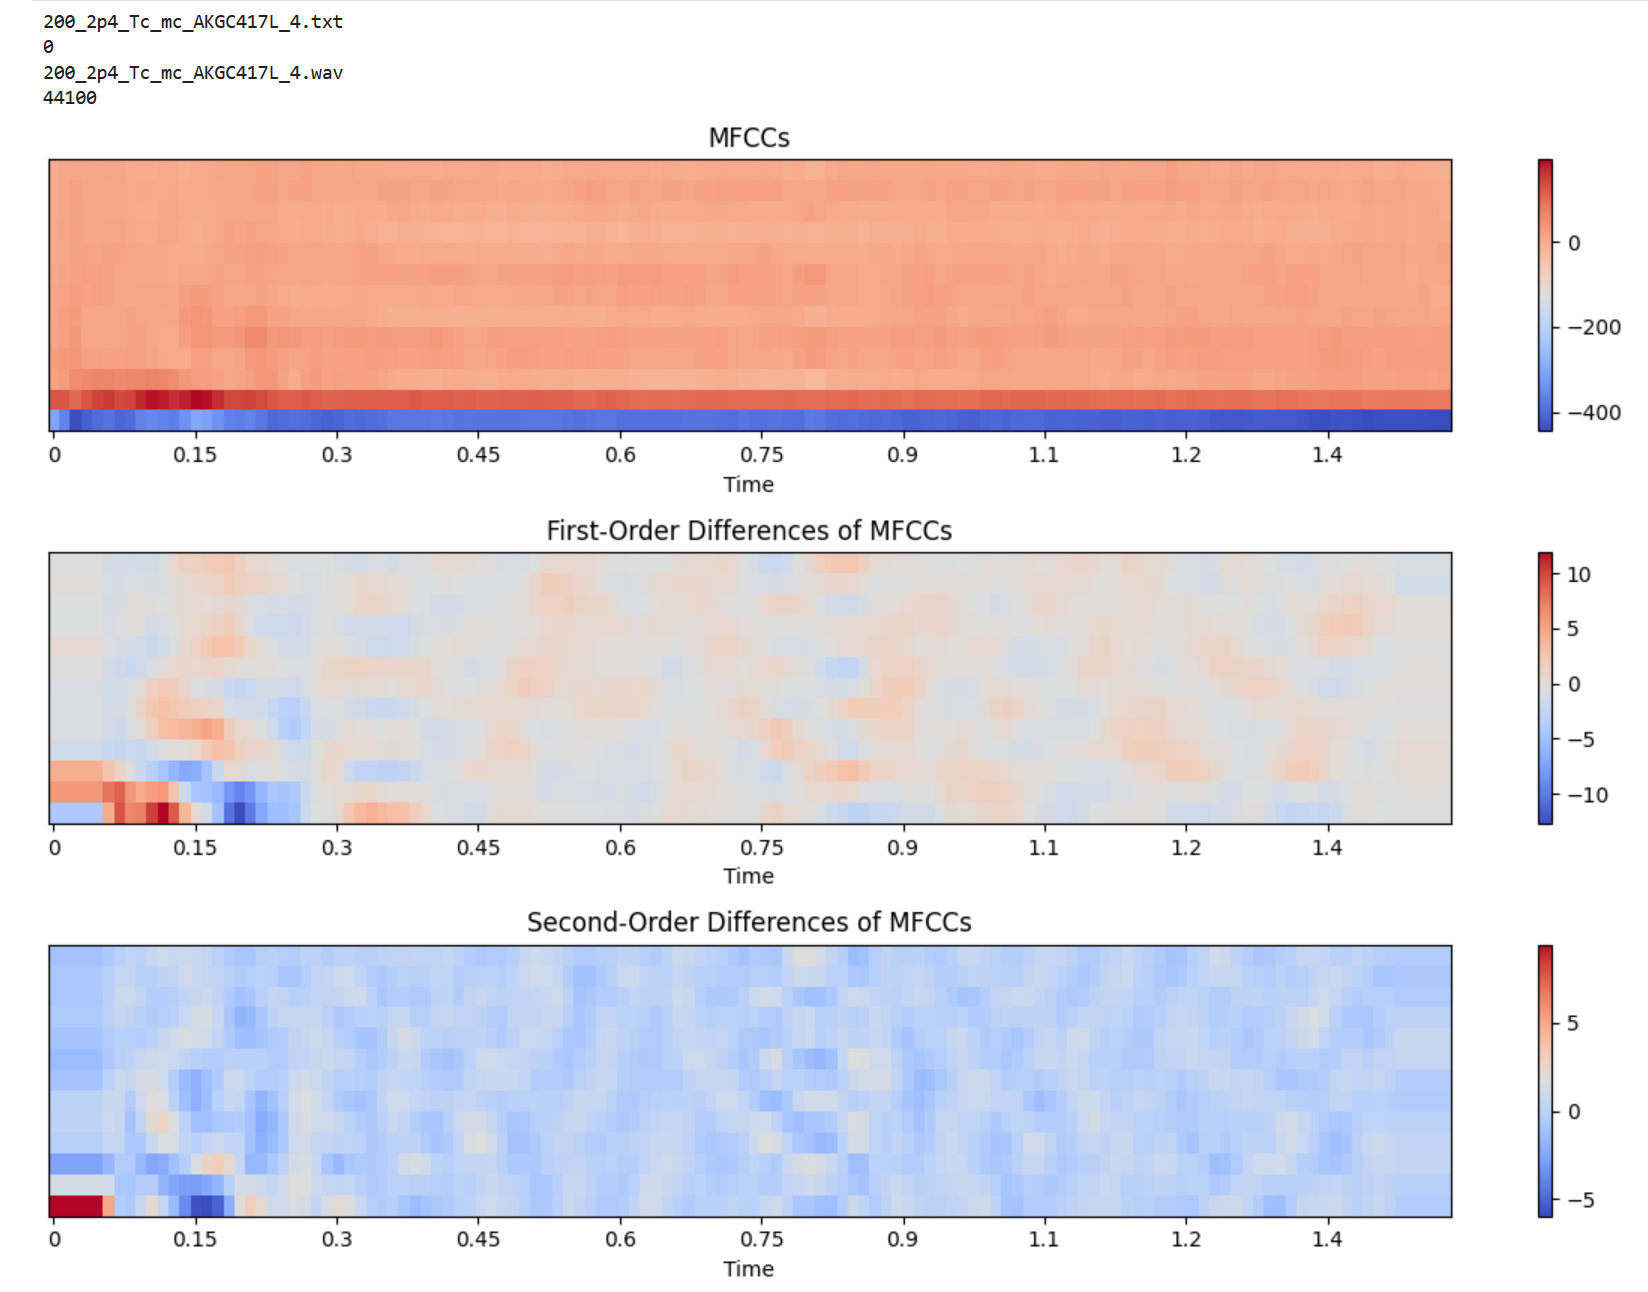 200_2p4_Tc_mc_AKGC417L_4.txt
0
200_2p4_Tc_mc_AKGC417L_4.wav
44100
MFCCs
0
−200
−400
0 0.15 0.3 0.45 0.6 0.75 0.9 1.1 1.2 1.4
Time
First-Order Differences of MFCCs
10
5
0
−5
−10
0 0.15 0.3 0.45 0.6 0.75 0.9 1.1 1.2 1.4
Time
Second-Order Differences of MFCCs
5
0
−5
0 0.15 0.3 0.45 0.6 0.75 0.9 1.1 1.2 1.4
Time